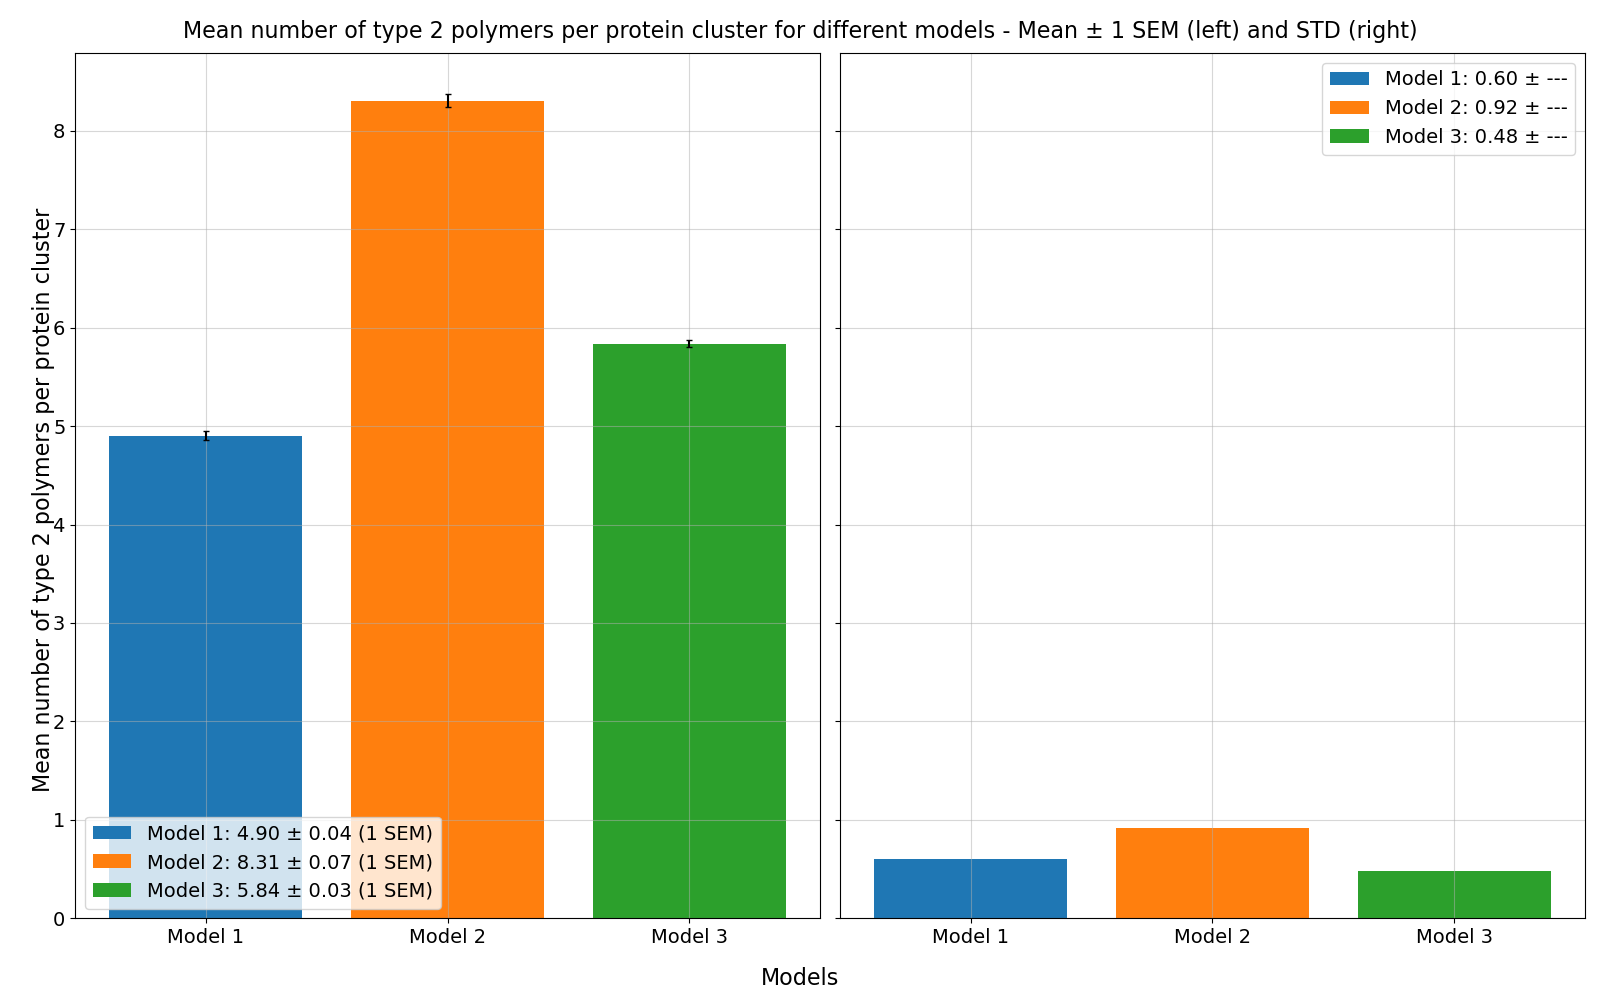 Mean number of type 2 polymers per protein cluster for different models - Mean ± 1 SEM (left) and STD (right)
Mean number of type 2 polymers per protein cluster
8
7
6
5
4
3
2
1
0
Model 1: 4.90 ± 0.04 (1 SEM)
Model 2: 8.31 ± 0.07 (1 SEM)
Model 3: 5.84 ± 0.03 (1 SEM)
Model 1 Model 2 Model 3
Model 1: 0.60 ± ---
Model 2: 0.92 ± ---
Model 3: 0.48 ± ---
Model 1 Model 2 Model 3
Models